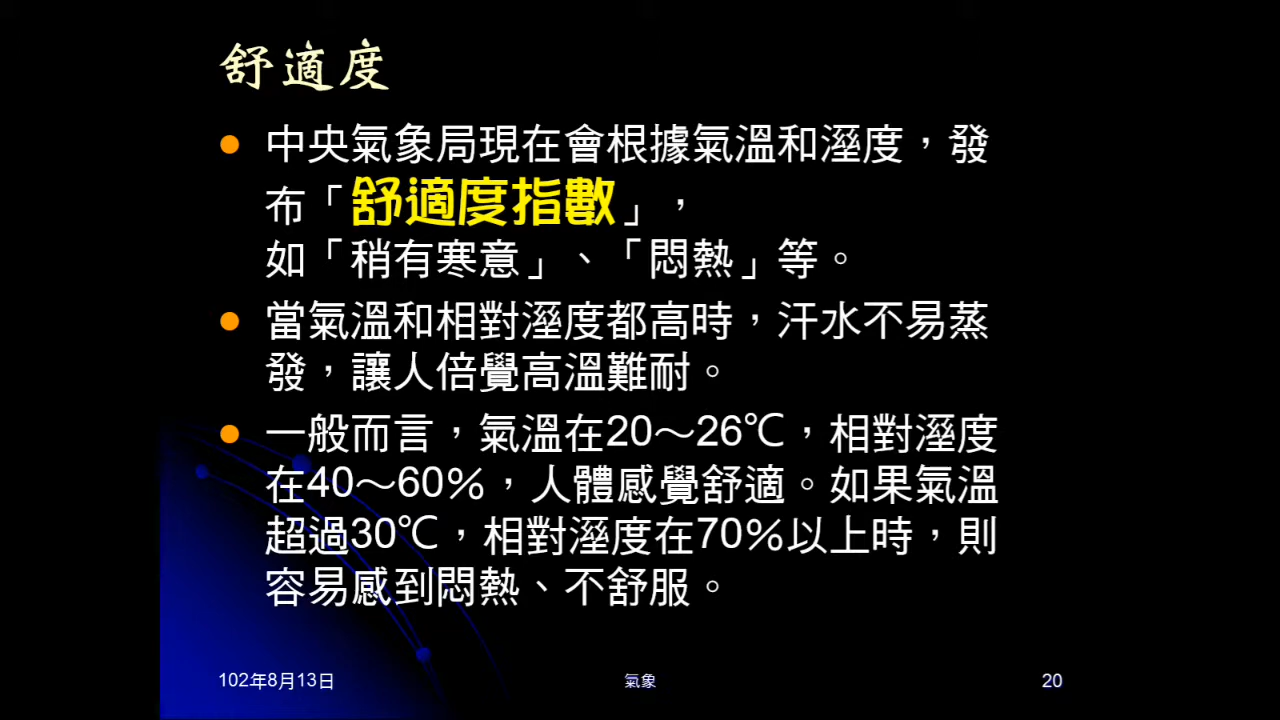 舒適度
中央氣象局現在會根據氣溫和溼度，發
布「舒適度指數」，
如「稍有寒意」、「悶熱」等。
當氣溫和相對溼度都高時，汗水不易蒸
發，讓人倍覺高溫難耐。
一般而言，氣溫在20～26℃，相對溼度
在40～60％，人體感覺舒適。如果氣溫
超過30℃，相對溼度在70％以上時，則
容易感到悶熱、不舒服。
102年8月13日
氣象
20